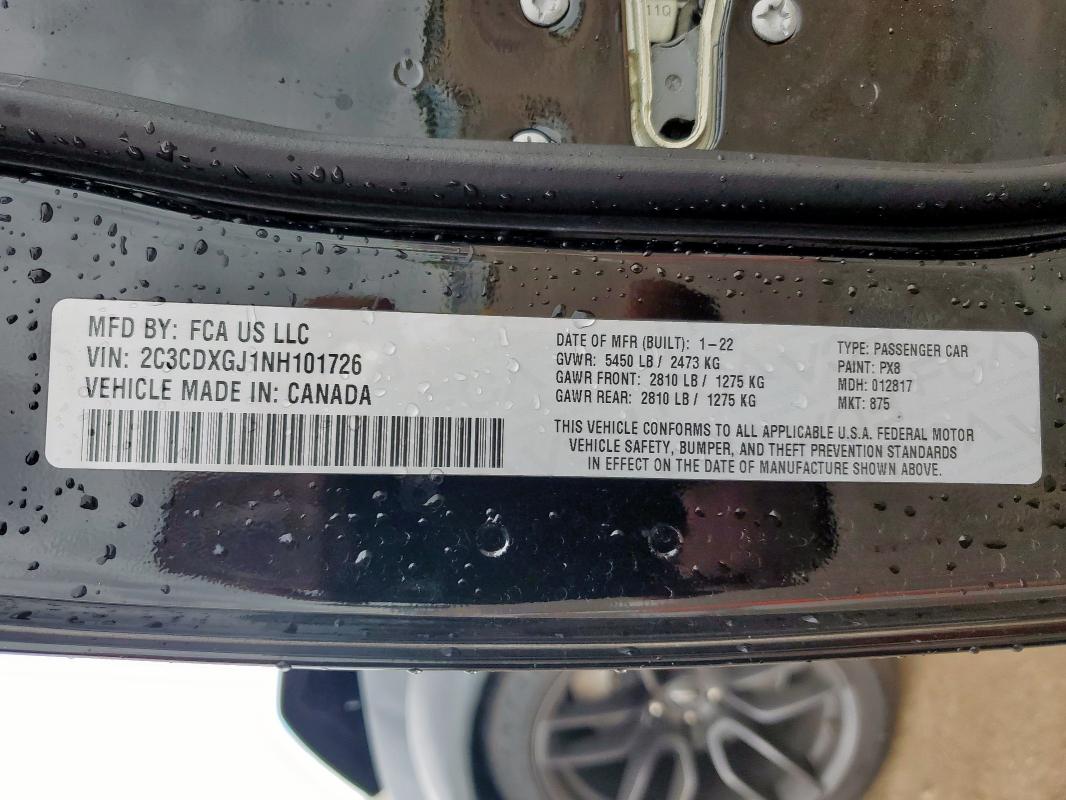 11Q
MFD BY: FCA US LLC
VIN: 2C3CDXGJ1NH101726
VEHICLE MADE IN: CANADA
DATE OF MFR (BUILT): 1-22
GVWR: 5450 LB / 2473 KG
GAWR FRONT: 2810 LB / 1275 KG
GAWR REAR: 2810 LB / 1275 KG
TYPE: PASSENGER CAR
PAINT: PX8
MDH: 012817
MKT: 875
THIS VEHICLE CONFORMS TO ALL APPLICABLE U.S.A. FEDERAL MOTOR
VEHICLE SAFETY, BUMPER, AND THEFT PREVENTION STANDARDS
IN EFFECT ON THE DATE OF MANUFACTURE SHOWN ABOVE.